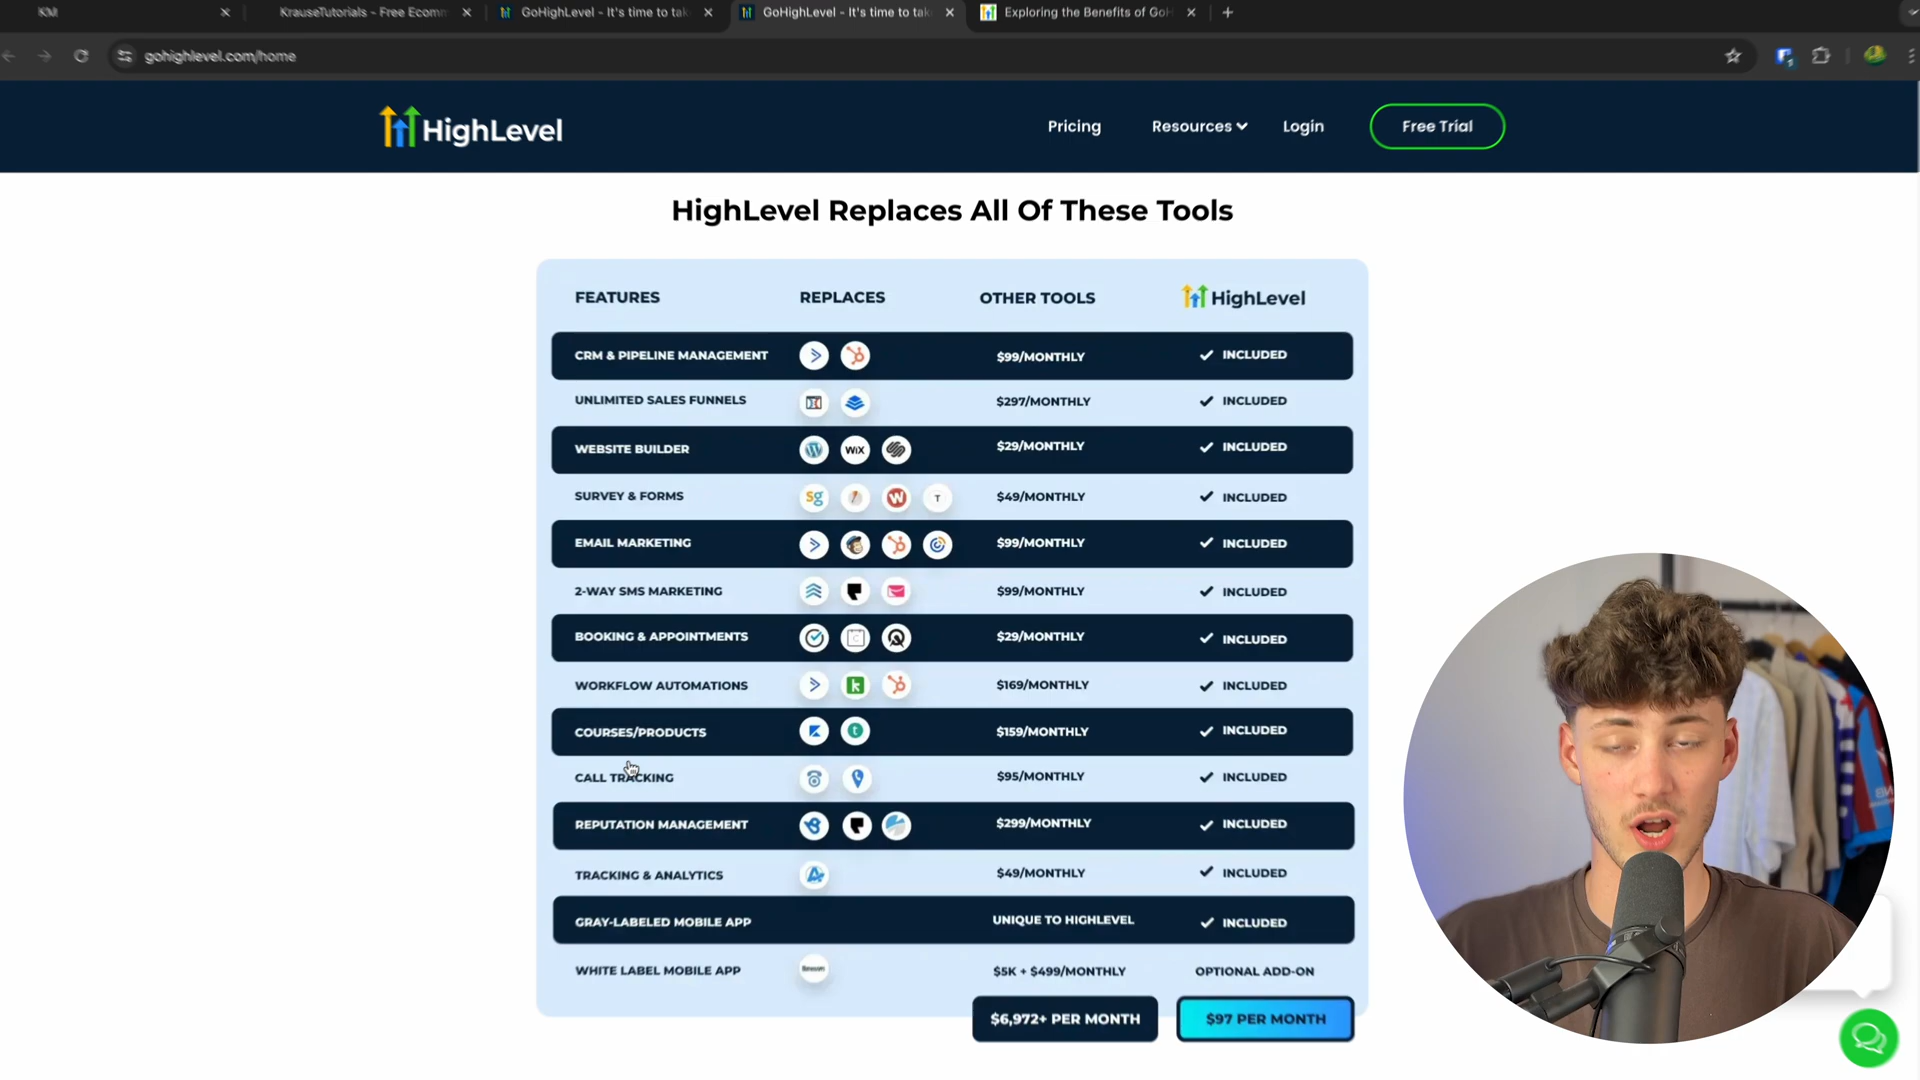 KM
KrauseTutorials - Free Ecomm
GoHighLevel - It's time to tak
GoHighLevel - It's time to tak
Exploring the Benefits of GoH
gohighlevel.com/home
HighLevel
Pricing
Resources
Login
Free Trial
HighLevel Replaces All Of These Tools
FEATURES REPLACES OTHER TOOLS HighLevel
CRM & PIPELINE MANAGEMENT $99/MONTHLY INCLUDED
UNLIMITED SALES FUNNELS $297/MONTHLY INCLUDED
WEBSITE BUILDER WiX $29/MONTHLY INCLUDED
SURVEY & FORMS sg W T $49/MONTHLY INCLUDED
EMAIL MARKETING $99/MONTHLY INCLUDED
2-WAY SMS MARKETING $99/MONTHLY INCLUDED
BOOKING & APPOINTMENTS $29/MONTHLY INCLUDED
WORKFLOW AUTOMATIONS k $169/MONTHLY INCLUDED
COURSES/PRODUCTS t $159/MONTHLY INCLUDED
CALL TRACKING $95/MONTHLY INCLUDED
REPUTATION MANAGEMENT $299/MONTHLY INCLUDED
TRACKING & ANALYTICS $49/MONTHLY INCLUDED
GRAY-LABELED MOBILE APP UNIQUE TO HIGHLEVEL INCLUDED
WHITE LABEL MOBILE APP $5K + $499/MONTHLY OPTIONAL ADD-ON
$6,972+ PER MONTH $97 PER MONTH